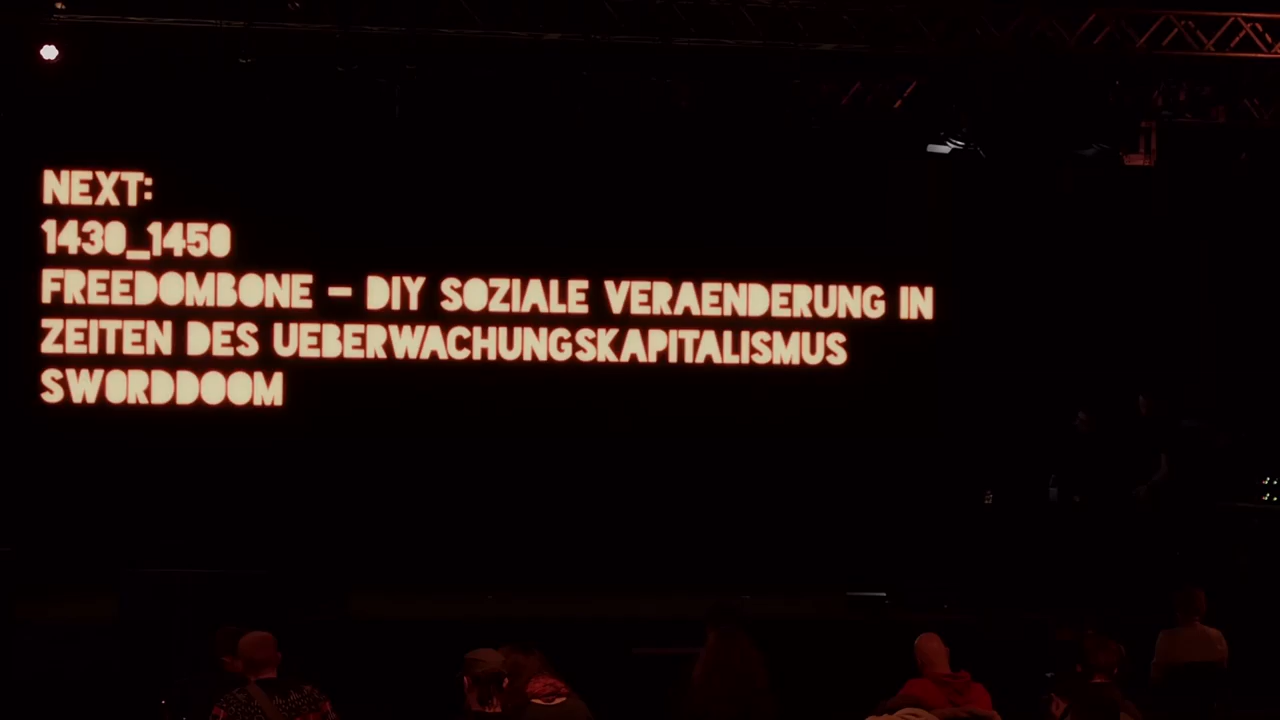 NEXT:
1430_1450
FREEDOMBONE – DIY SOZIALE VERAENDERUNG IN
ZEITEN DES UEBERWACHUNGSKAPITALISMUS
SWORDDOOM